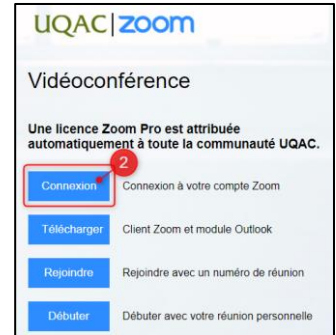 UQAC | zoom
Vidéoconférence
Une licence Zoom Pro est attribuée
automatiquement à toute la communauté UQAC.
2
Connexion Connexion à votre compte Zoom
Télécharger Client Zoom et module Outlook
Rejoindre Rejoindre avec un numéro de réunion
Débuter Débuter avec votre réunion personnelle